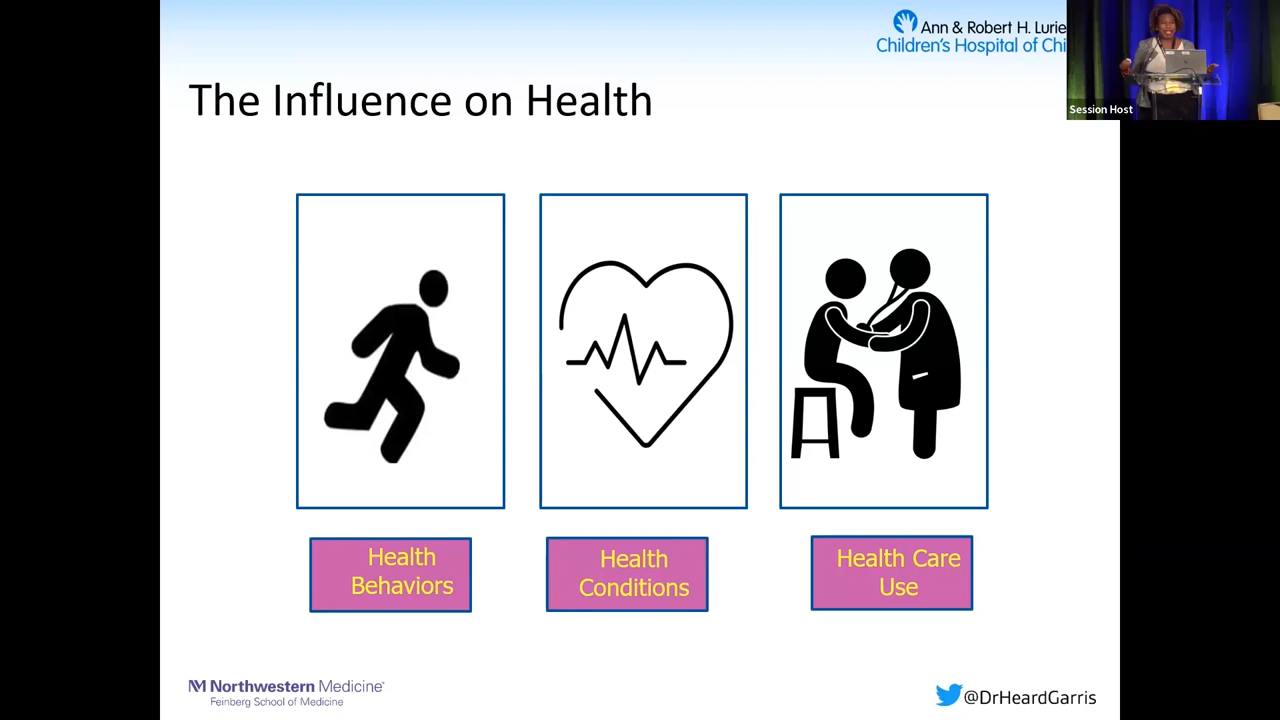 Ann & Robert H. Lurie
Children's Hospital of Chi
Session Host
The Influence on Health
Health
Behaviors
Health
Conditions
Health Care
Use
Northwestern Medicine
Feinberg School of Medicine
@DrHeardGarris